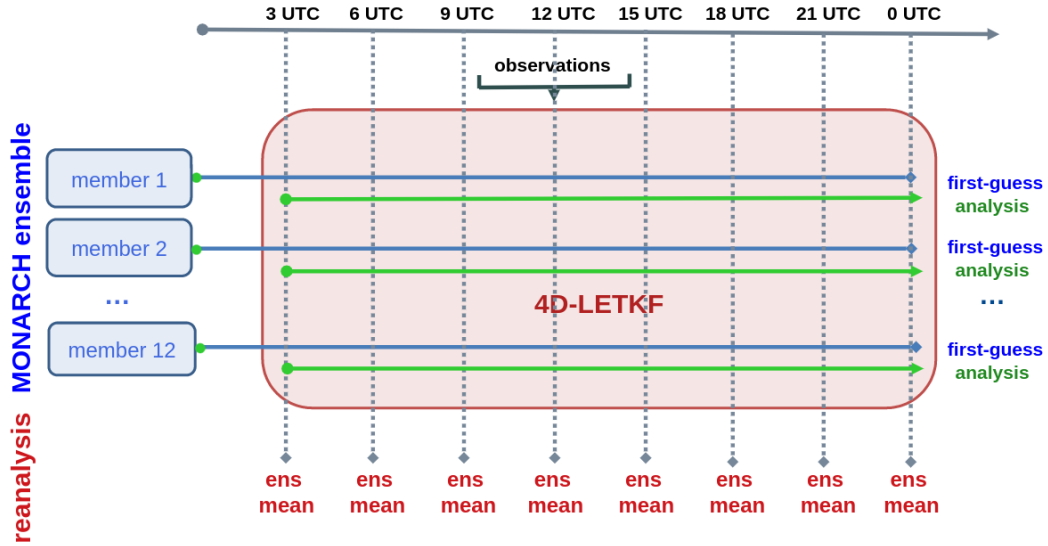 3 UTC 6 UTC 9 UTC 12 UTC 15 UTC 18 UTC 21 UTC 0 UTC
observations
MONARCH ensemble
member 1
first-guess
analysis
member 2
first-guess
analysis
... ...
4D-LETKF
member 12
first-guess
analysis
reanalysis
ens ens ens ens ens ens ens ens
mean mean mean mean mean mean mean mean